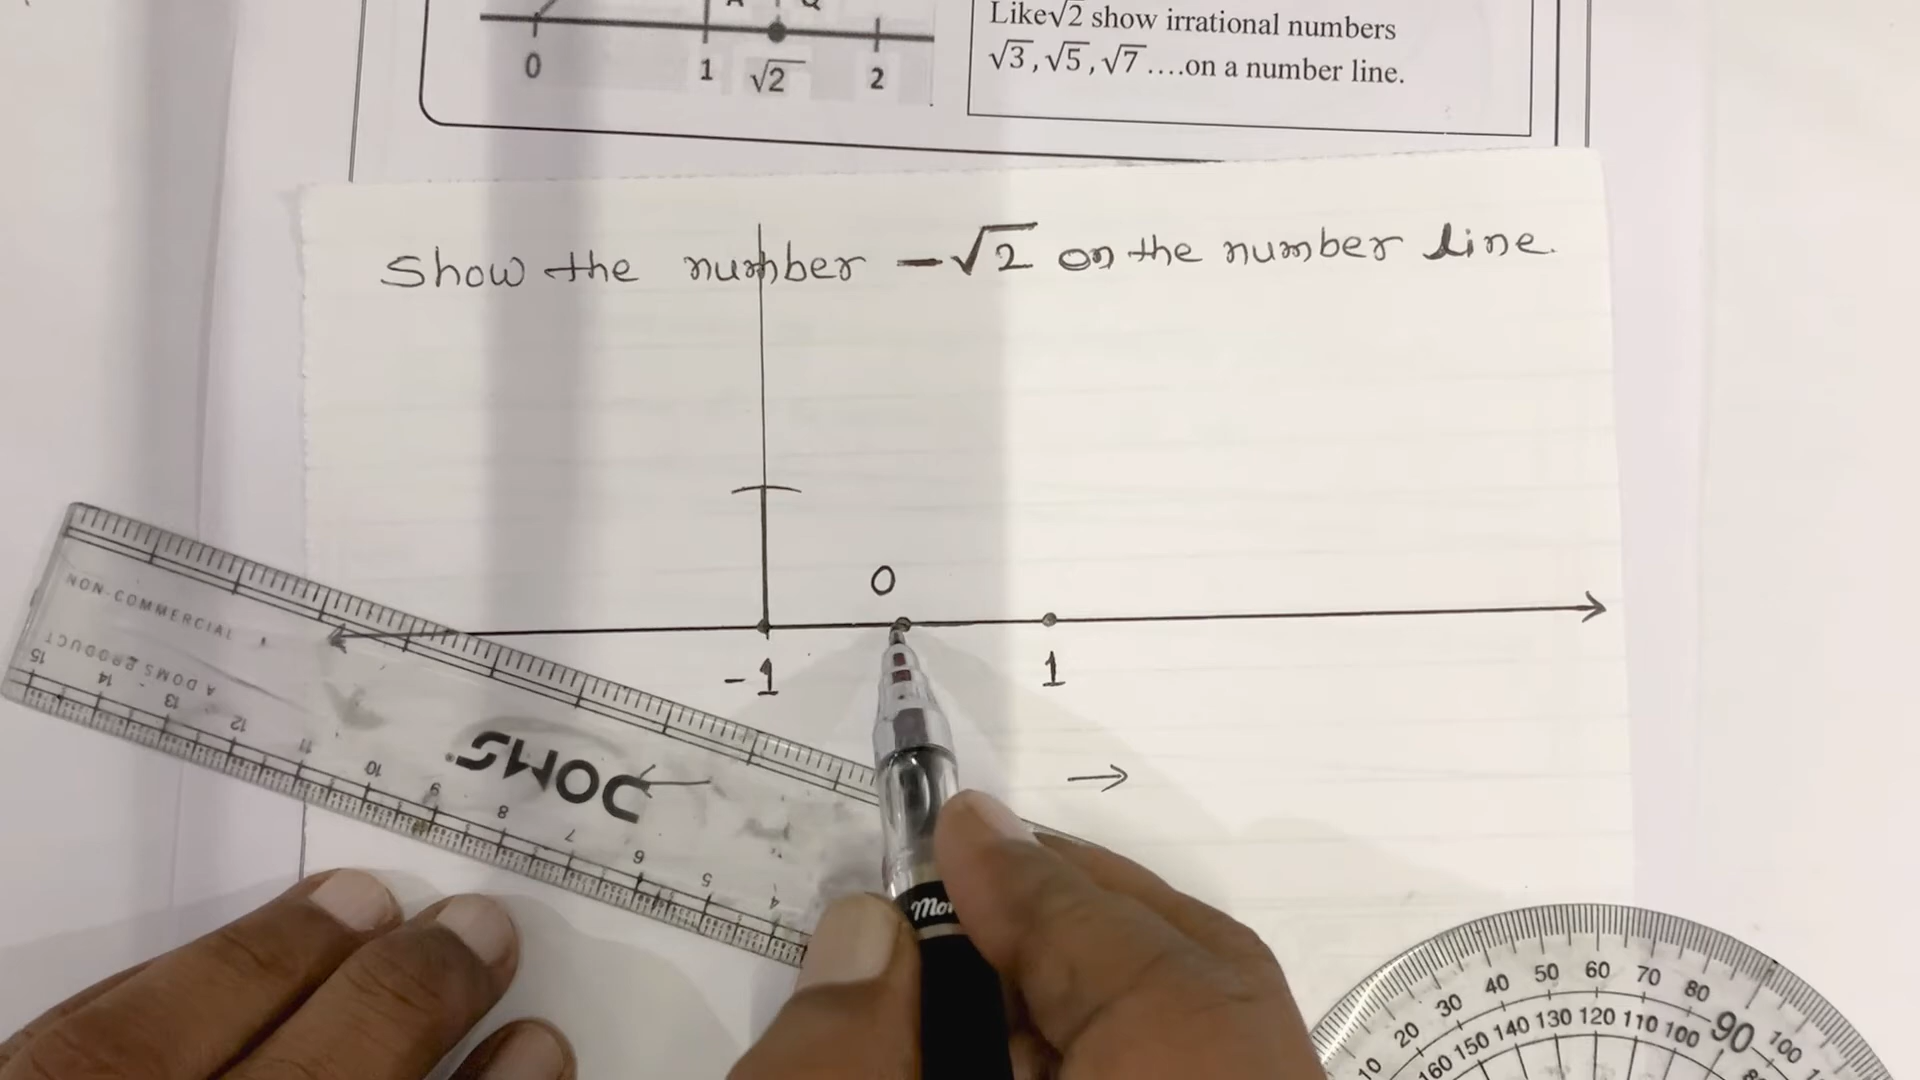 0 1 √2 2
Like√2 show irrational numbers
√3,√5,√7....on a number line.
Show the number -√2 on the number line.
0
-1 1
NON-COMMERCIAL
A DOMS PRODUCT
15 14 13 12 11 10 9 8 7 6 5 4
DOMS
10 20 30 40 50 60 70 80 90 100
160 150 140 130 120 110 100